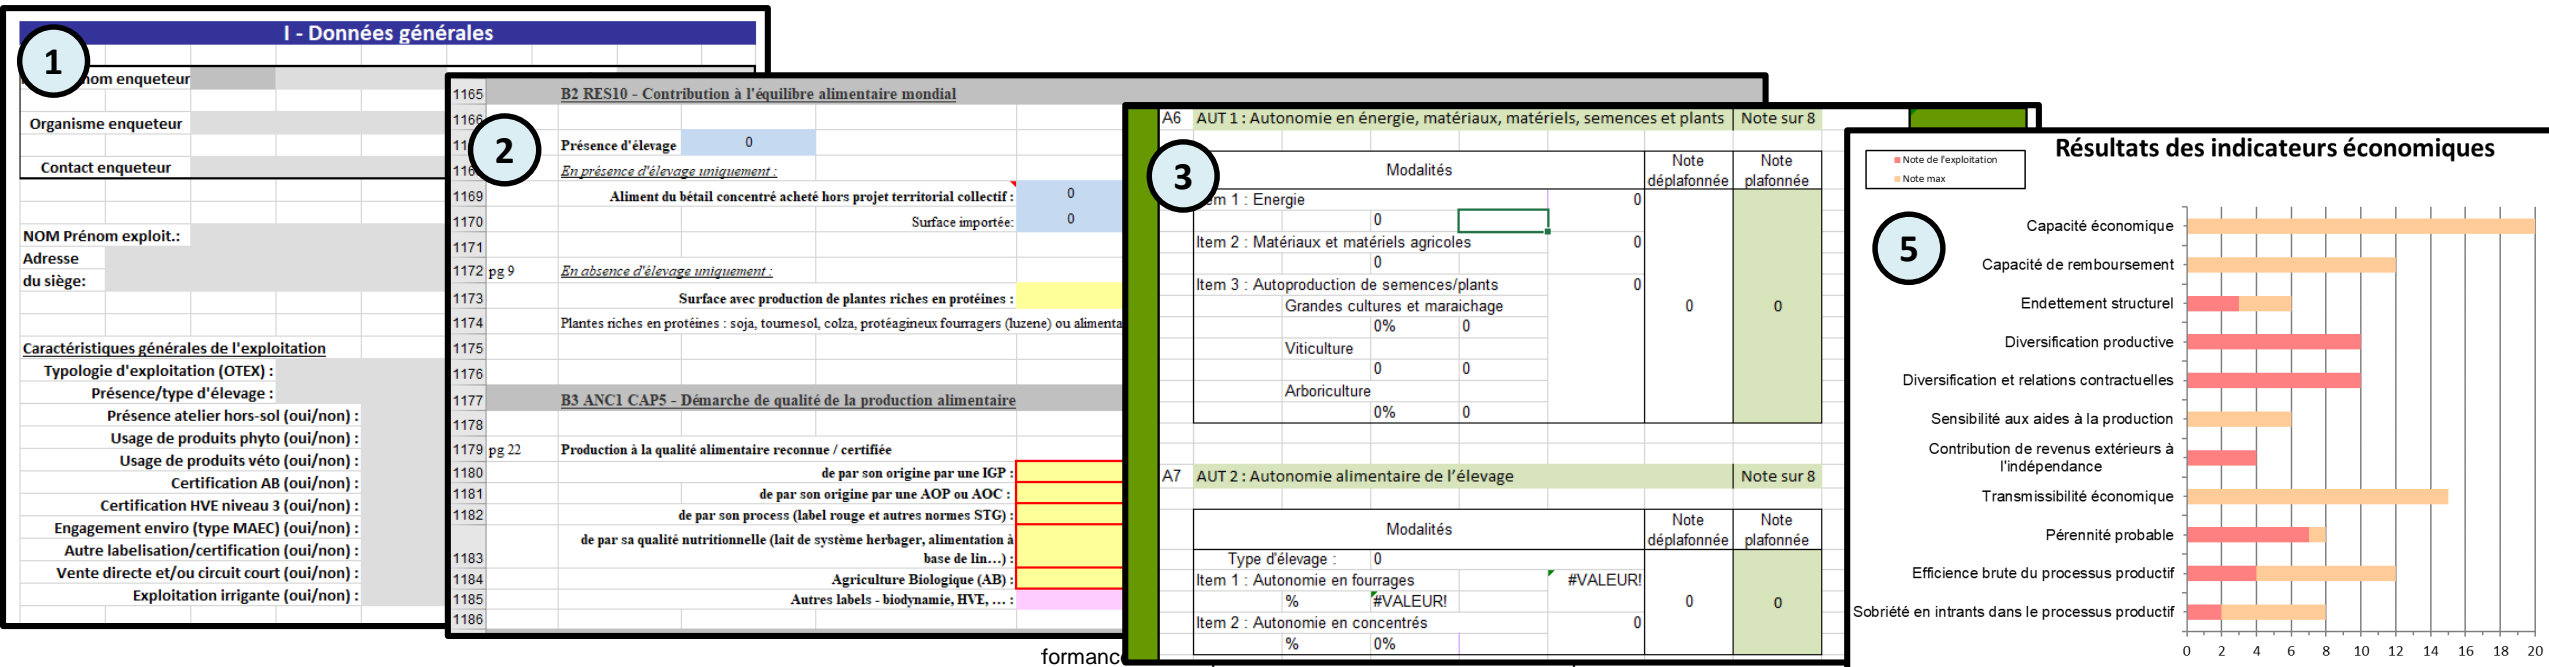 I - Données générales
1
nom enqueteur
Organisme enqueteur
Contact enqueteur
NOM Prénom exploit.:
Adresse
du siège:
Caractéristiques générales de l'exploitation
Typologie d'exploitation (OTEX) :
Présence/type d'élevage :
Présence atelier hors-sol (oui/non) :
Usage de produits phyto (oui/non) :
Usage de produits véto (oui/non) :
Certification AB (oui/non) :
Certification HVE niveau 3 (oui/non) :
Engagement enviro (type MAEC) (oui/non) :
Autre labelisation/certification (oui/non) :
Vente directe et/ou circuit court (oui/non) :
Exploitation irrigante (oui/non) :
2
1165 B2 RES10 - Contribution à l'équilibre alimentaire mondial
1166
Présence d'élevage 0
En présence d'élevage uniquement :
1169 Aliment du bétail concentré acheté hors projet territorial collectif : 0
1170 Surface importée: 0
1171
1172 pg 9 En absence d'élevage uniquement :
1173 Surface avec production de plantes riches en protéines :
1174 Plantes riches en protéines : soja, tournesol, colza, protéagineux fourragers (luzene) ou alimenta
1175
1176
1177 B3 ANC1 CAP5 - Démarche de qualité de la production alimentaire
1178
1179 pg 22 Production à la qualité alimentaire reconnue / certifiée
1180 de par son origine par une IGP :
1181 de par son origine par une AOP ou AOC :
1182 de par son process (label rouge et autres normes STG) :
de par sa qualité nutritionnelle (lait de système herbager, alimentation à
1183 base de lin…) :
1184 Agriculture Biologique (AB) :
1185 Autres labels - biodynamie, HVE, … :
1186
formance
3
A6 AUT 1 : Autonomie en énergie, matériaux, matériels, semences et plants Note sur 8
Modalités Note déplafonnée Note plafonnée
Item 1 : Energie 0
0
Item 2 : Matériaux et matériels agricoles 0
0
Item 3 : Autoproduction de semences/plants 0
Grandes cultures et maraichage 0 0
0% 0
Viticulture
0 0
Arboriculture
0% 0
A7 AUT 2 : Autonomie alimentaire de l'élevage Note sur 8
Modalités Note déplafonnée Note plafonnée
Type d'élevage : 0
Item 1 : Autonomie en fourrages #VALEUR!
% #VALEUR! 0 0
Item 2 : Autonomie en concentrés 0
% 0%
5
Résultats des indicateurs économiques
Note de l'exploitation
Note max
Capacité économique
Capacité de remboursement
Endettement structurel
Diversification productive
Diversification et relations contractuelles
Sensibilité aux aides à la production
Contribution de revenus extérieurs à
l'indépendance
Transmissibilité économique
Pérennité probable
Efficience brute du processus productif
Sobriété en intrants dans le processus productif
0 2 4 6 8 10 12 14 16 18 20